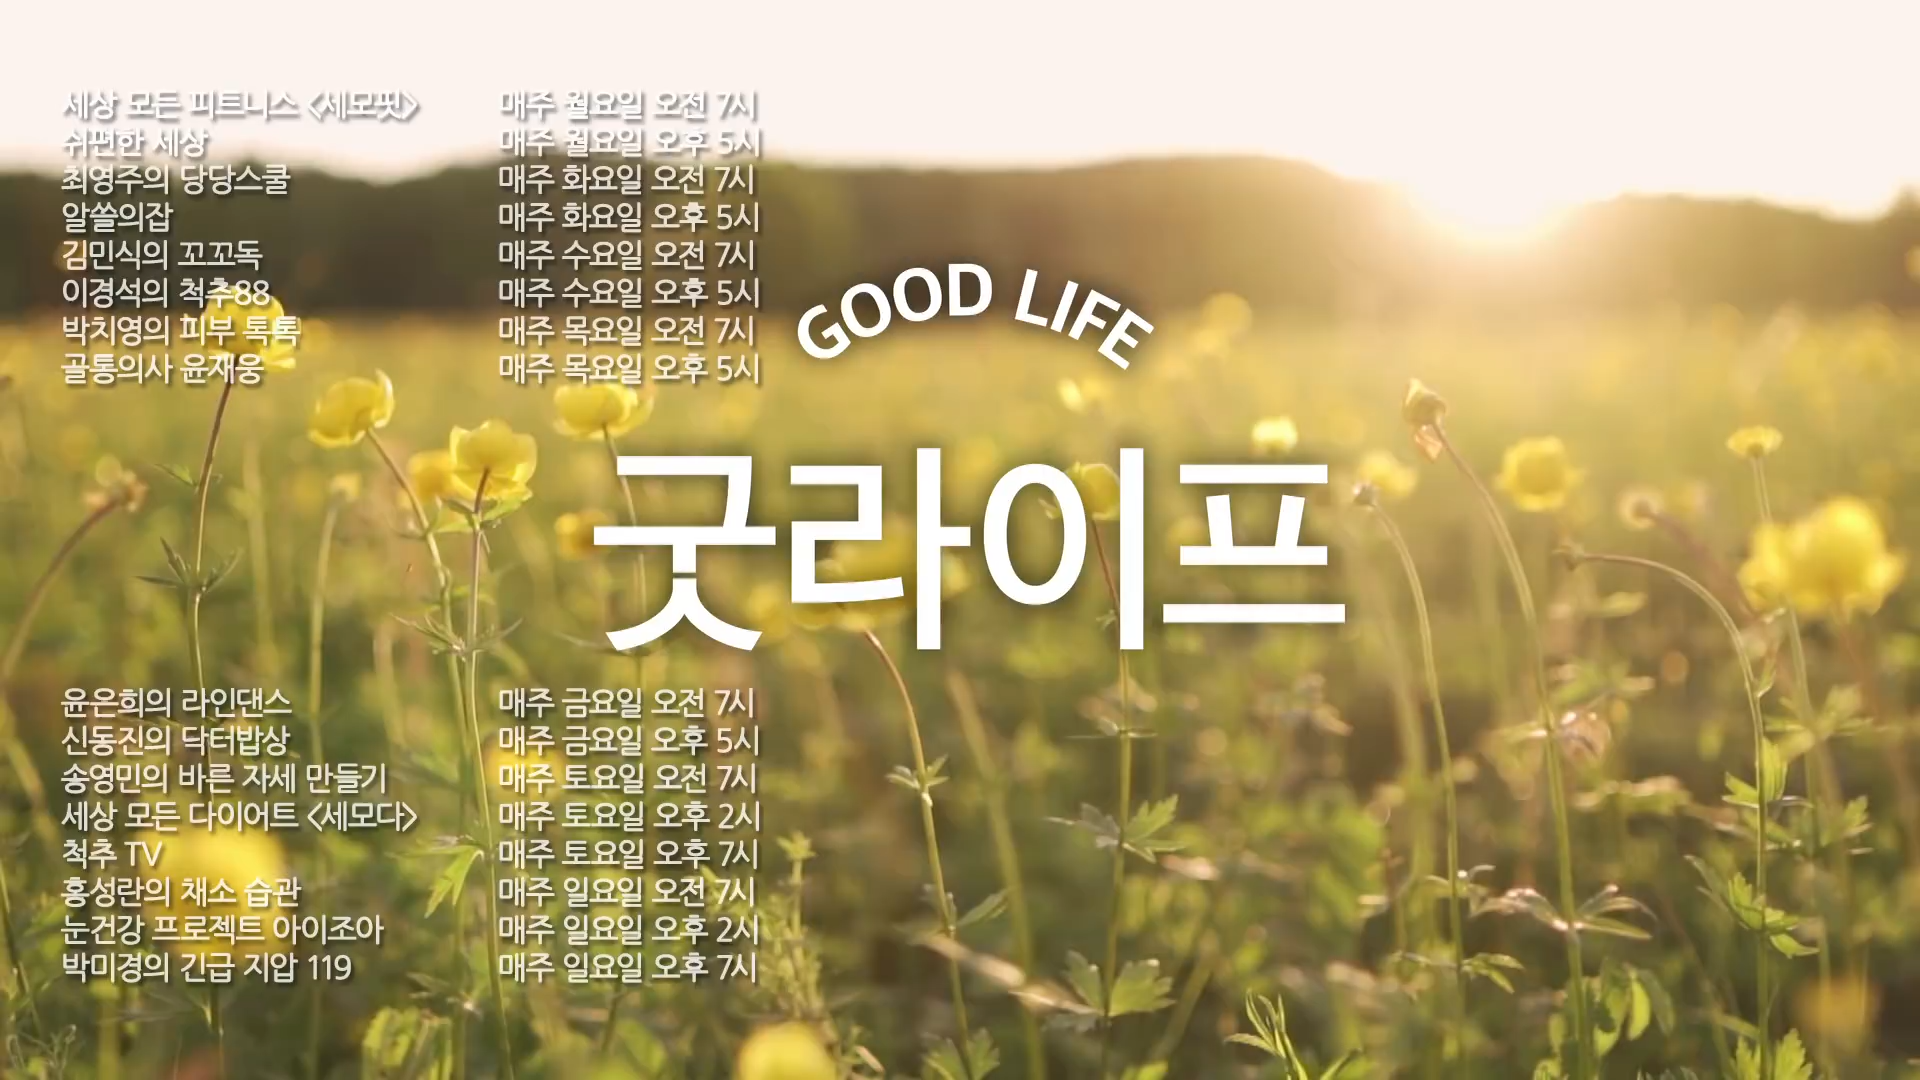 세상 모든 피트니스 <세모핏> 매주 월요일 오전 7시
쉬편한 세상 매주 월요일 오후 5시
최영주의 당당스쿨 매주 화요일 오전 7시
알쓸의잡 매주 화요일 오후 5시
김민식의 꼬꼬독 매주 수요일 오전 7시
이경석의 척추88 매주 수요일 오후 5시
박치영의 피부 톡톡 매주 목요일 오전 7시
골통의사 윤재웅 매주 목요일 오후 5시
GOOD LIFE
굿라이프
윤은희의 라인댄스 매주 금요일 오전 7시
신동진의 닥터밥상 매주 금요일 오후 5시
송영민의 바른 자세 만들기 매주 토요일 오전 7시
세상 모든 다이어트 <세모다> 매주 토요일 오후 2시
척추 TV 매주 토요일 오후 7시
홍성란의 채소 습관 매주 일요일 오전 7시
눈건강 프로젝트 아이조아 매주 일요일 오후 2시
박미경의 긴급 지압 119 매주 일요일 오후 7시